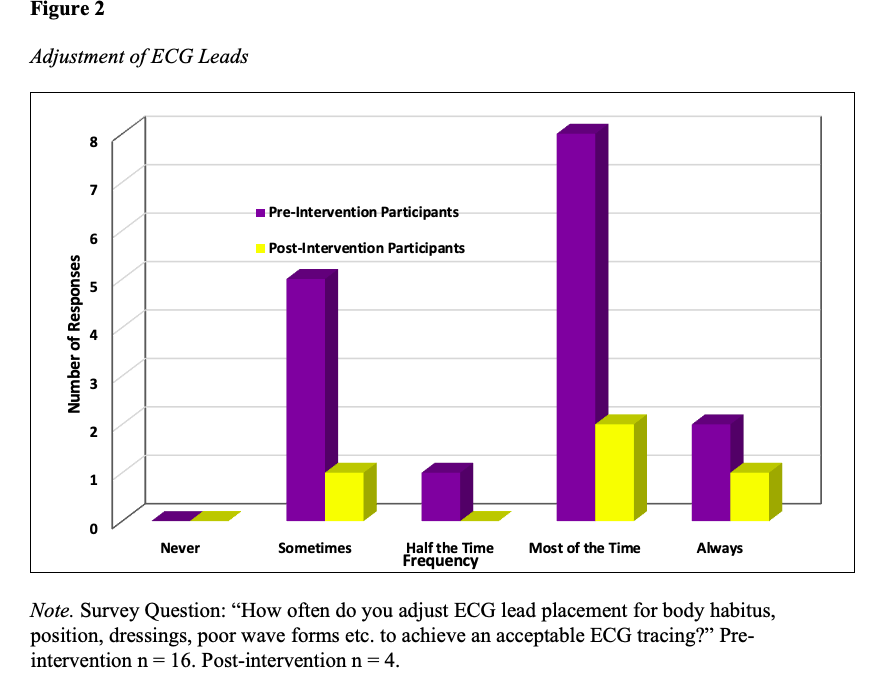 Figure 2
Adjustment of ECG Leads
8
7
6
5
4
3
2
1
0
Number of Responses
Pre-Intervention Participants
Post-Intervention Participants
Never
Sometimes
Half the Time
Most of the Time
Always
Frequency
Note. Survey Question: “How often do you adjust ECG lead placement for body habitus,
position, dressings, poor wave forms etc. to achieve an acceptable ECG tracing?” Pre-
intervention n = 16. Post-intervention n = 4.